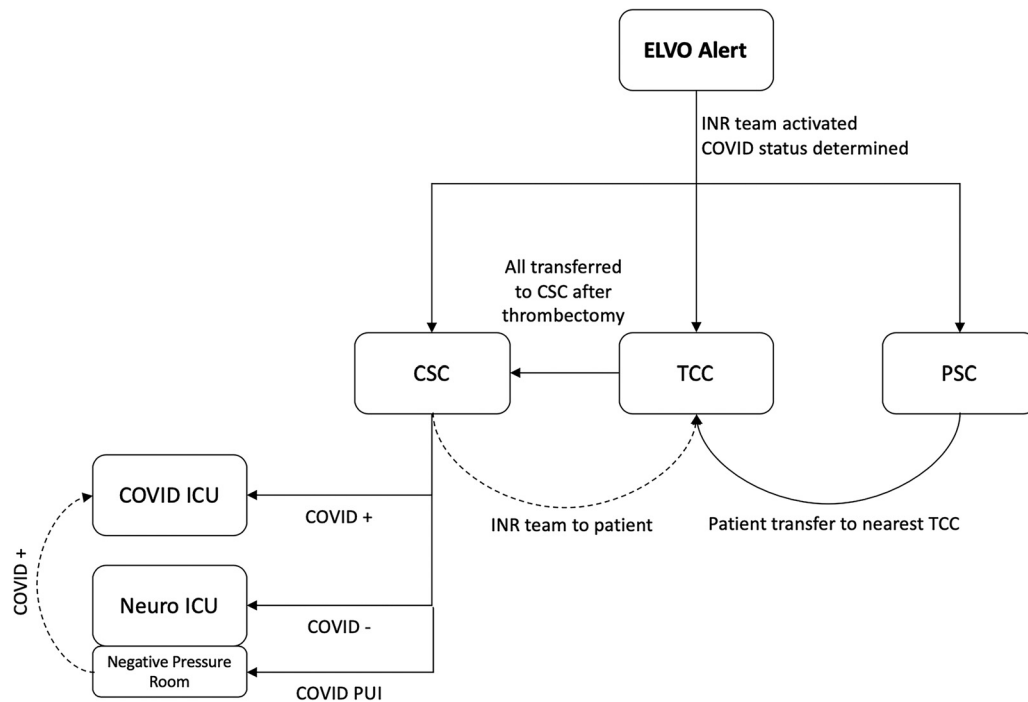 ELVO Alert
INR team activated
COVID status determined
All transferred
to CSC after
thrombectomy
CSC
TCC
PSC
COVID ICU
COVID +
INR team to patient
Patient transfer to nearest TCC
COVID +
Neuro ICU
COVID -
Negative Pressure
Room
COVID PUI